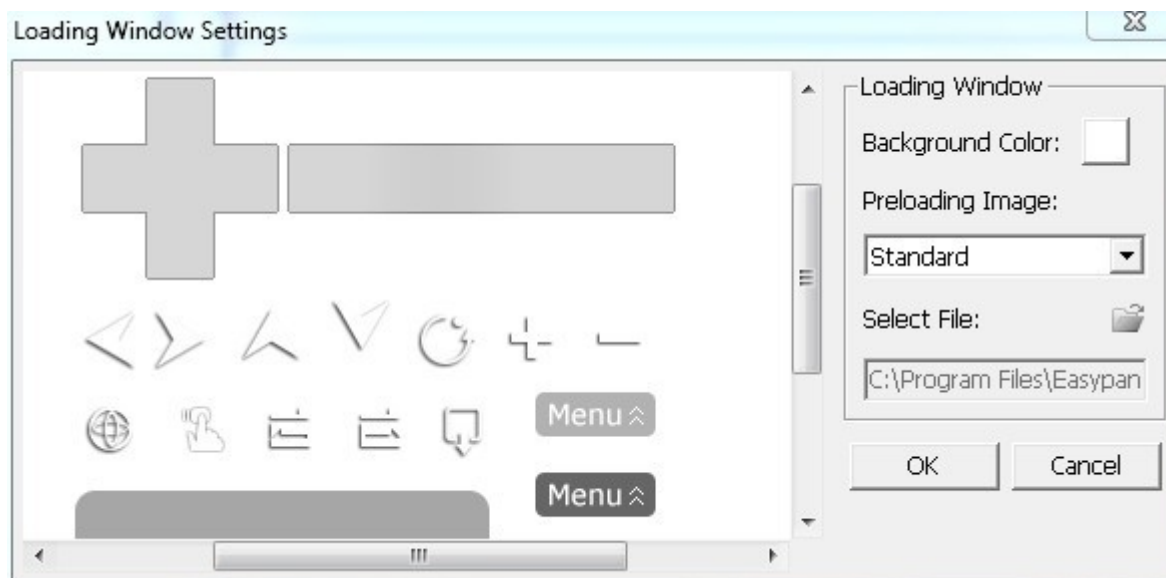 Loading Window Settings
Loading Window
Background Color:
Preloading Image:
Standard
Select File:
C:\Program Files\Easypan
OK
Cancel
Menu
Menu